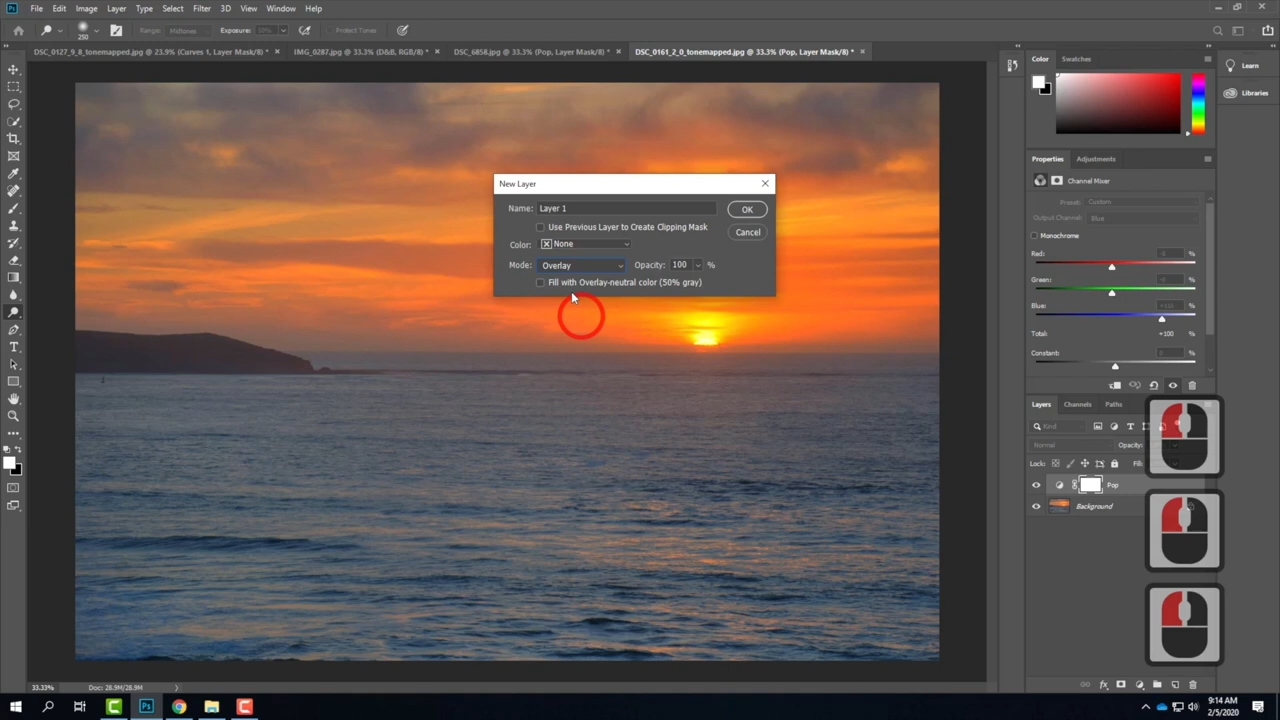 Ps File Edit Image Layer Type Select Filter 3D View Window Help
250 Range: Midtones Exposure: Protect Tones
DSC_0127_9_8_tonemapped.jpg @ 23.9% (Curves 1, Layer Mask/8) * × IMG_0287.jpg @ 33.3% (D&B, RGB/8) * × DSC_6858.jpg @ 33.3% (Pop, Layer Mask/8) * × DSC_0161_2_0_tonemapped.jpg @ 33.3% (Pop, Layer Mask/8) * ×
Color Swatches
Learn
Libraries
Properties Adjustments
Channel Mixer
Preset: Custom
Output Channel: Blue
Monochrome
Red: %
Green: %
Blue: %
Total: +100 %
Constant: %
New Layer
Name: Layer 1
OK
Use Previous Layer to Create Clipping Mask
Cancel
Color: None
Mode: Overlay Opacity: 100 %
Fill with Overlay-neutral color (50% gray)
Layers Channels Paths
Kind
Normal Opacity:
Lock: Fill:
Pop
Background
fx
33.33% Doc: 28.9M/28.9M
Ps
9:14 AM
2/5/2020